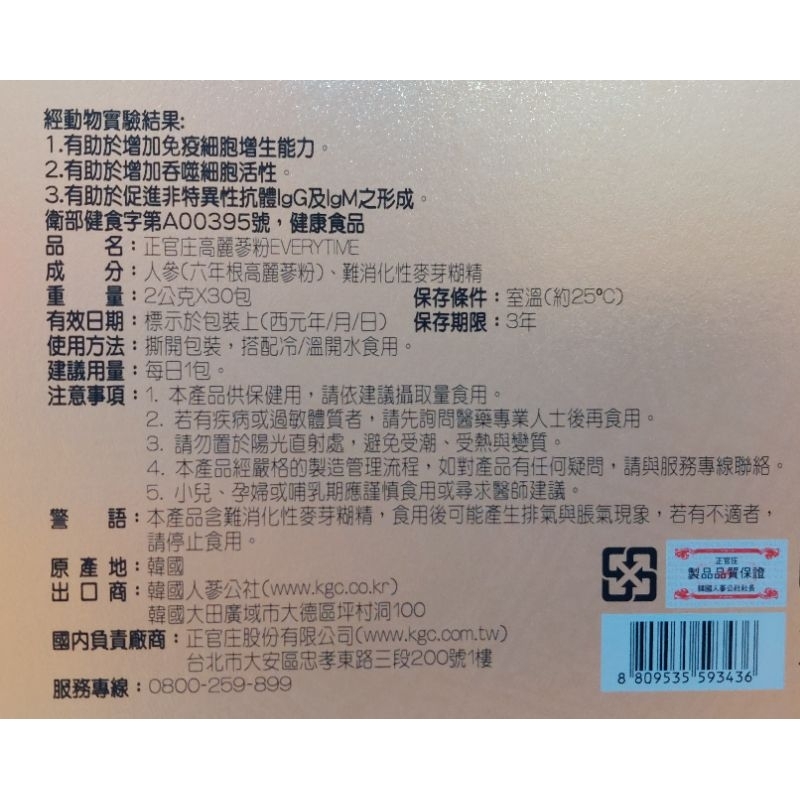 經動物實驗結果:
1.有助於增加免疫細胞增生能力。
2.有助於增加吞噬細胞活性。
3.有助於促進非特異性抗體IgG及IgM之形成。
衛部健食字第A00395號，健康食品
品　　名：正官庄高麗蔘粉EVERYTIME
成　　分：人參(六年根高麗蔘粉)、難消化性麥芽糊精
重　　量：2公克X30包　保存條件：室溫(約25℃)
有效日期：標示於包裝上(西元年/月/日)　保存期限：3年
使用方法：撕開包裝，搭配冷/溫開水食用。
建議用量：每日1包。
注意事項：1. 本產品供保健用，請依建議攝取量食用。
2. 若有疾病或過敏體質者，請先詢問醫藥專業人士後再食用。
3. 請勿置於陽光直射處，避免受潮、受熱與變質。
4. 本產品經嚴格的製造管理流程，如對產品有任何疑問，請與服務專線聯絡。
5. 小兒、孕婦或哺乳期應謹慎食用或尋求醫師建議。
警　　語：本產品含難消化性麥芽糊精，食用後可能產生排氣與脹氣現象，若有不適者，
請停止食用。
原 產 地：韓國
出 口 商：韓國人蔘公社(www.kgc.co.kr)
韓國大田廣域市大德區坪村洞100
國內負責廠商：正官庄股份有限公司(www.kgc.com.tw)
台北市大安區忠孝東路三段200號1樓
服務專線：0800-259-899
正官庄
製品品質保證
韓國人蔘公社社長
8 809535 593436